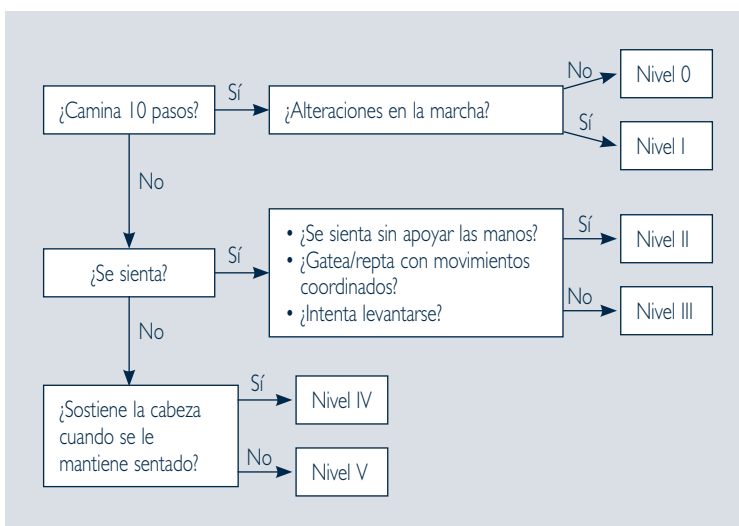 ¿Camina 10 pasos?
Sí
¿Alteraciones en la marcha?
No
Nivel 0
Sí
Nivel I
No
¿Se sienta?
Sí
• ¿Se sienta sin apoyar las manos?
• ¿Gatea/repta con movimientos
coordinados?
• ¿Intenta levantarse?
Sí
Nivel II
No
Nivel III
No
¿Sostiene la cabeza
cuando se le
mantiene sentado?
Sí
Nivel IV
No
Nivel V